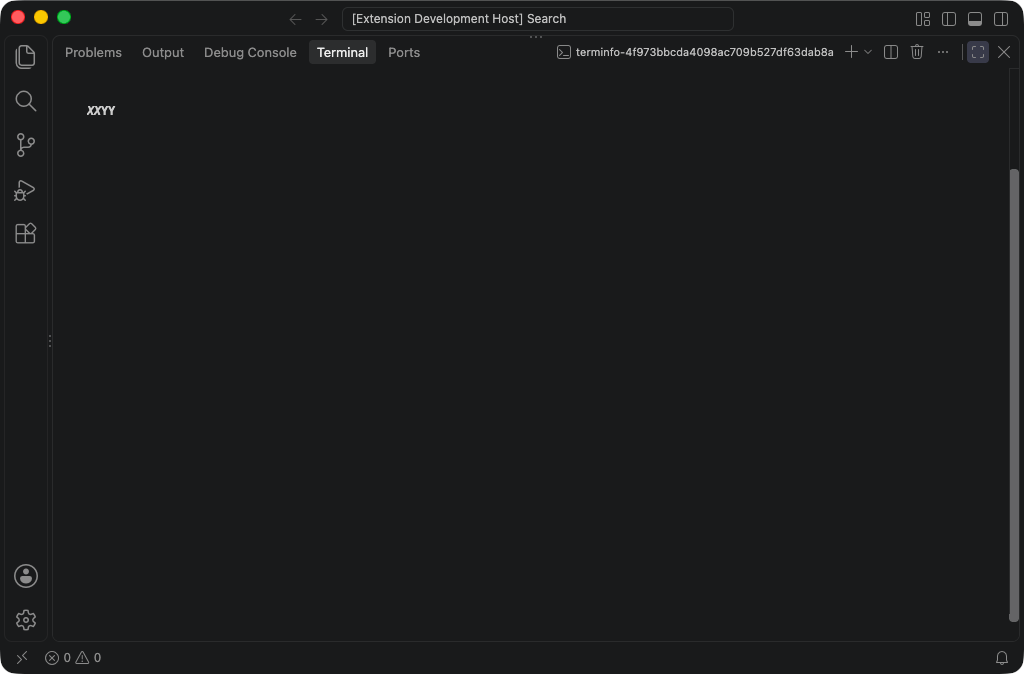 [Extension Development Host] Search
Problems Output Debug Console Terminal Ports terminfo-4f973bbcda4098ac709b527df63dab8a
XXYY
0 0